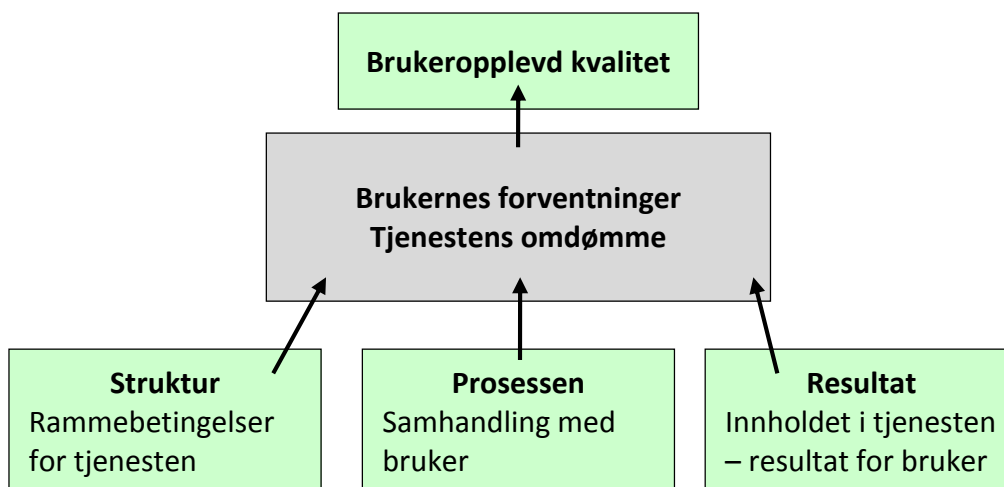 Brukeropplevd kvalitet
Brukernes forventninger
Tjenestens omdømme
Struktur
Rammebetingelser
for tjenesten
Prosessen
Samhandling med
bruker
Resultat
Innholdet i tjenesten
– resultat for bruker